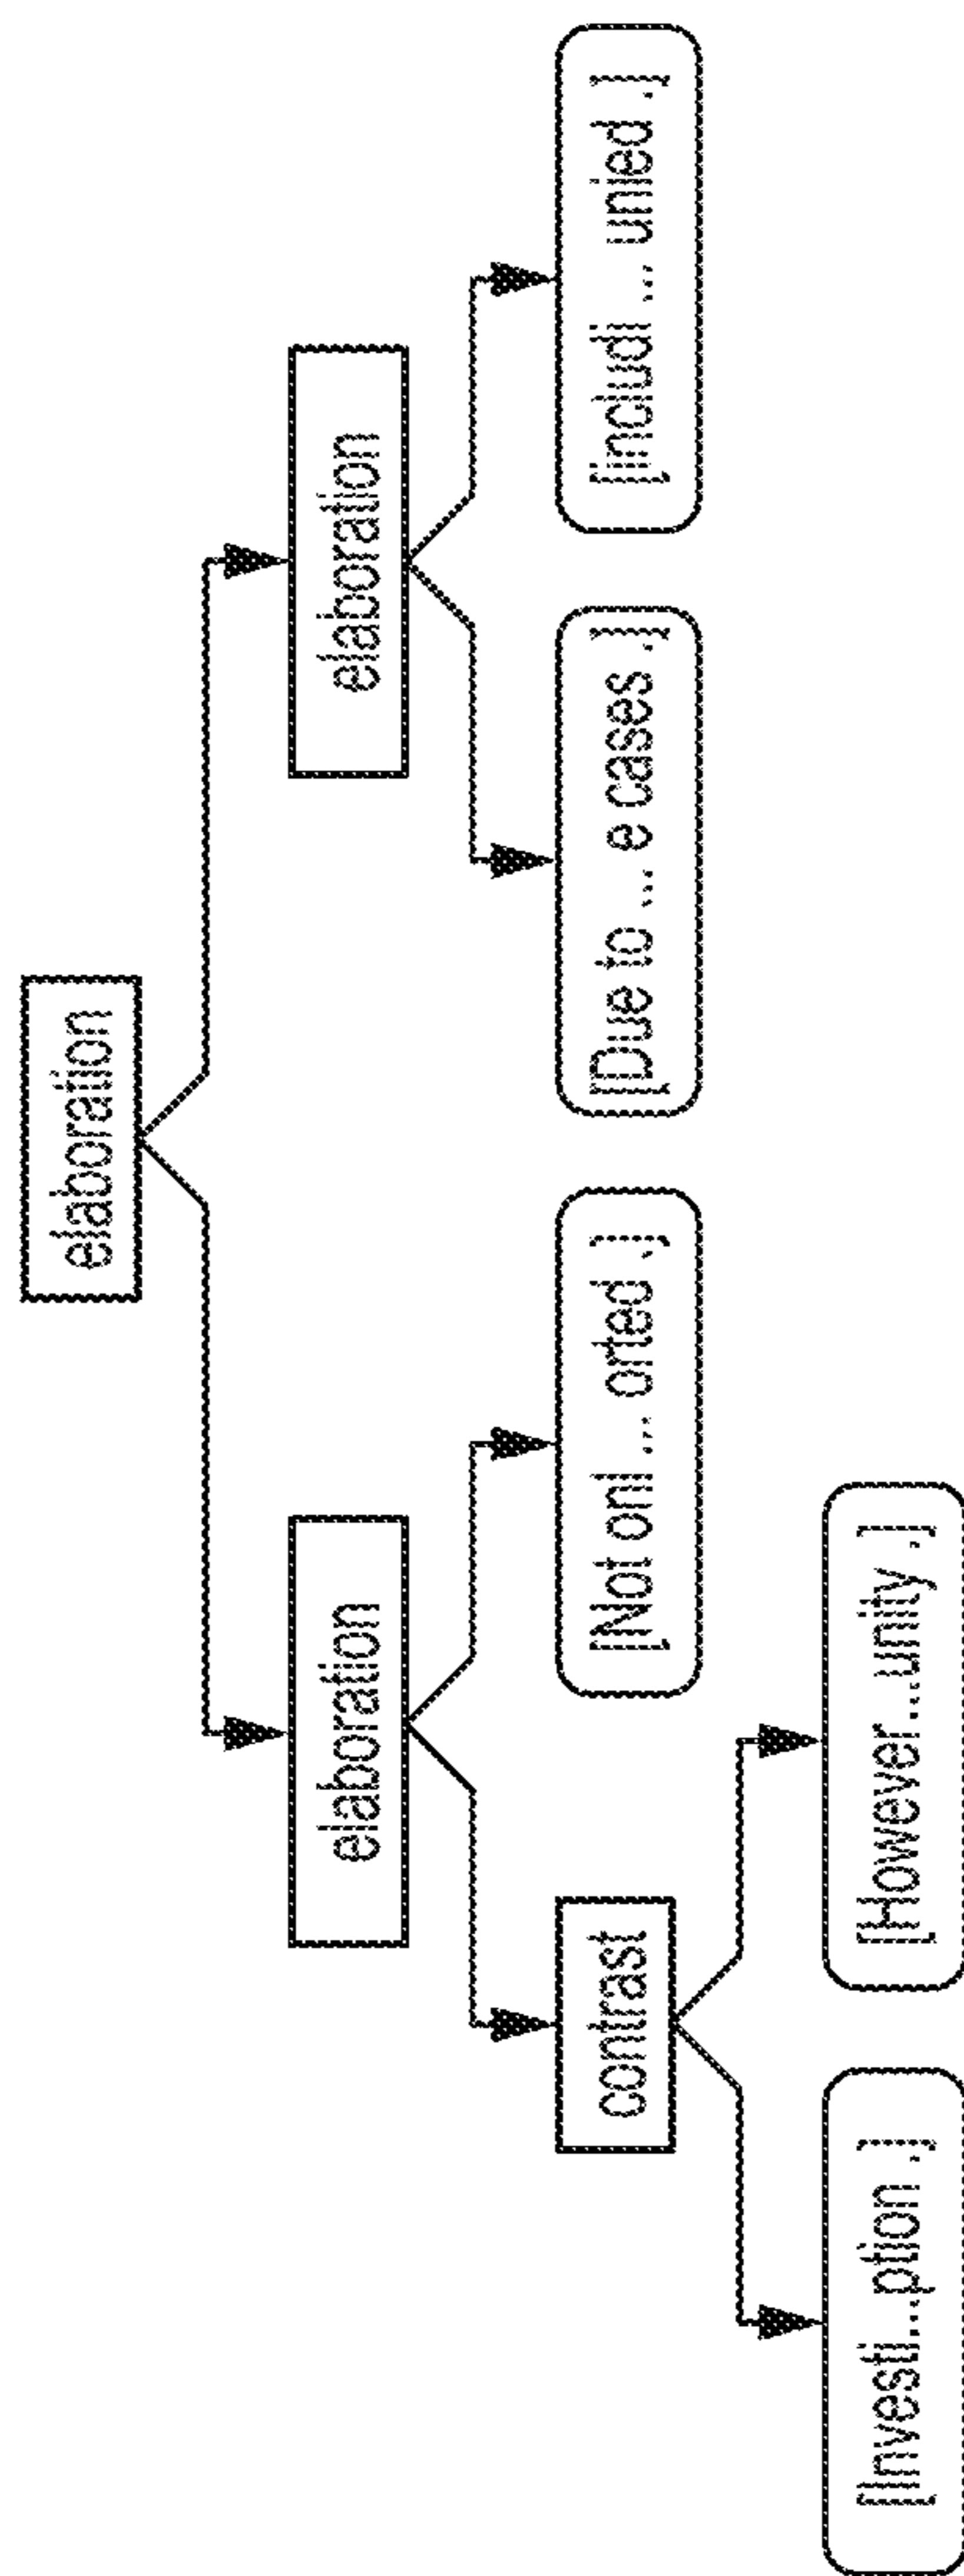 elaboration
elaboration
elaboration
contrast
[Not onl ... orted .]
[Due to ... e cases .]
[includi ... unied .]
[Investi...ption .]
[However...unity .]